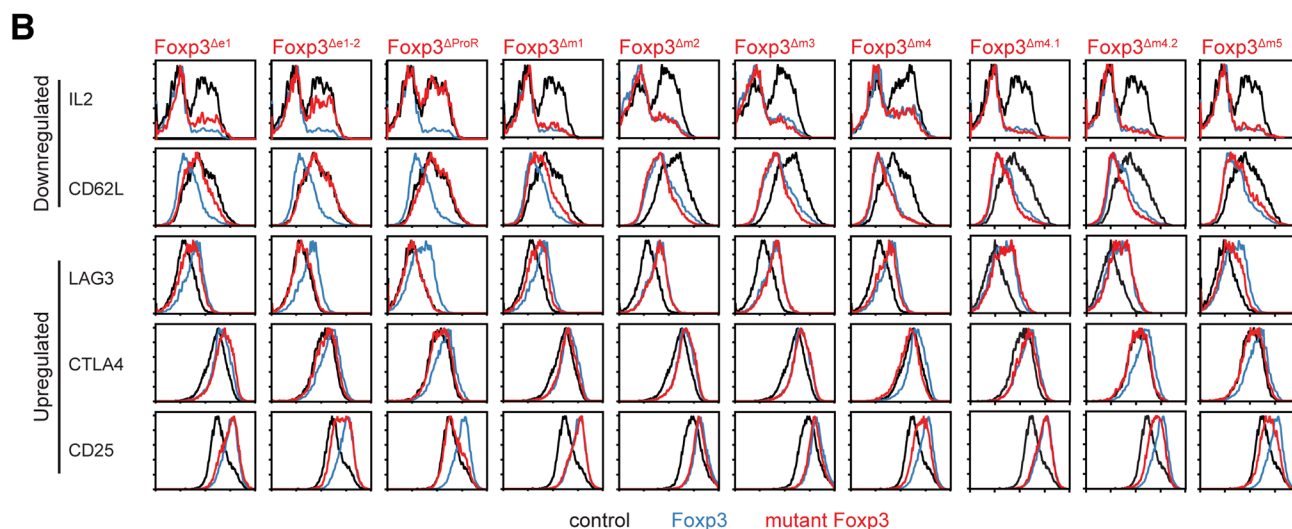 B
Foxp3Δe1 Foxp3Δe1-2 Foxp3ΔProR Foxp3Δm1 Foxp3Δm2 Foxp3Δm3 Foxp3Δm4 Foxp3Δm4.1 Foxp3Δm4.2 Foxp3Δm5
Downregulated
IL2
CD62L
Upregulated
LAG3
CTLA4
CD25
control Foxp3 mutant Foxp3